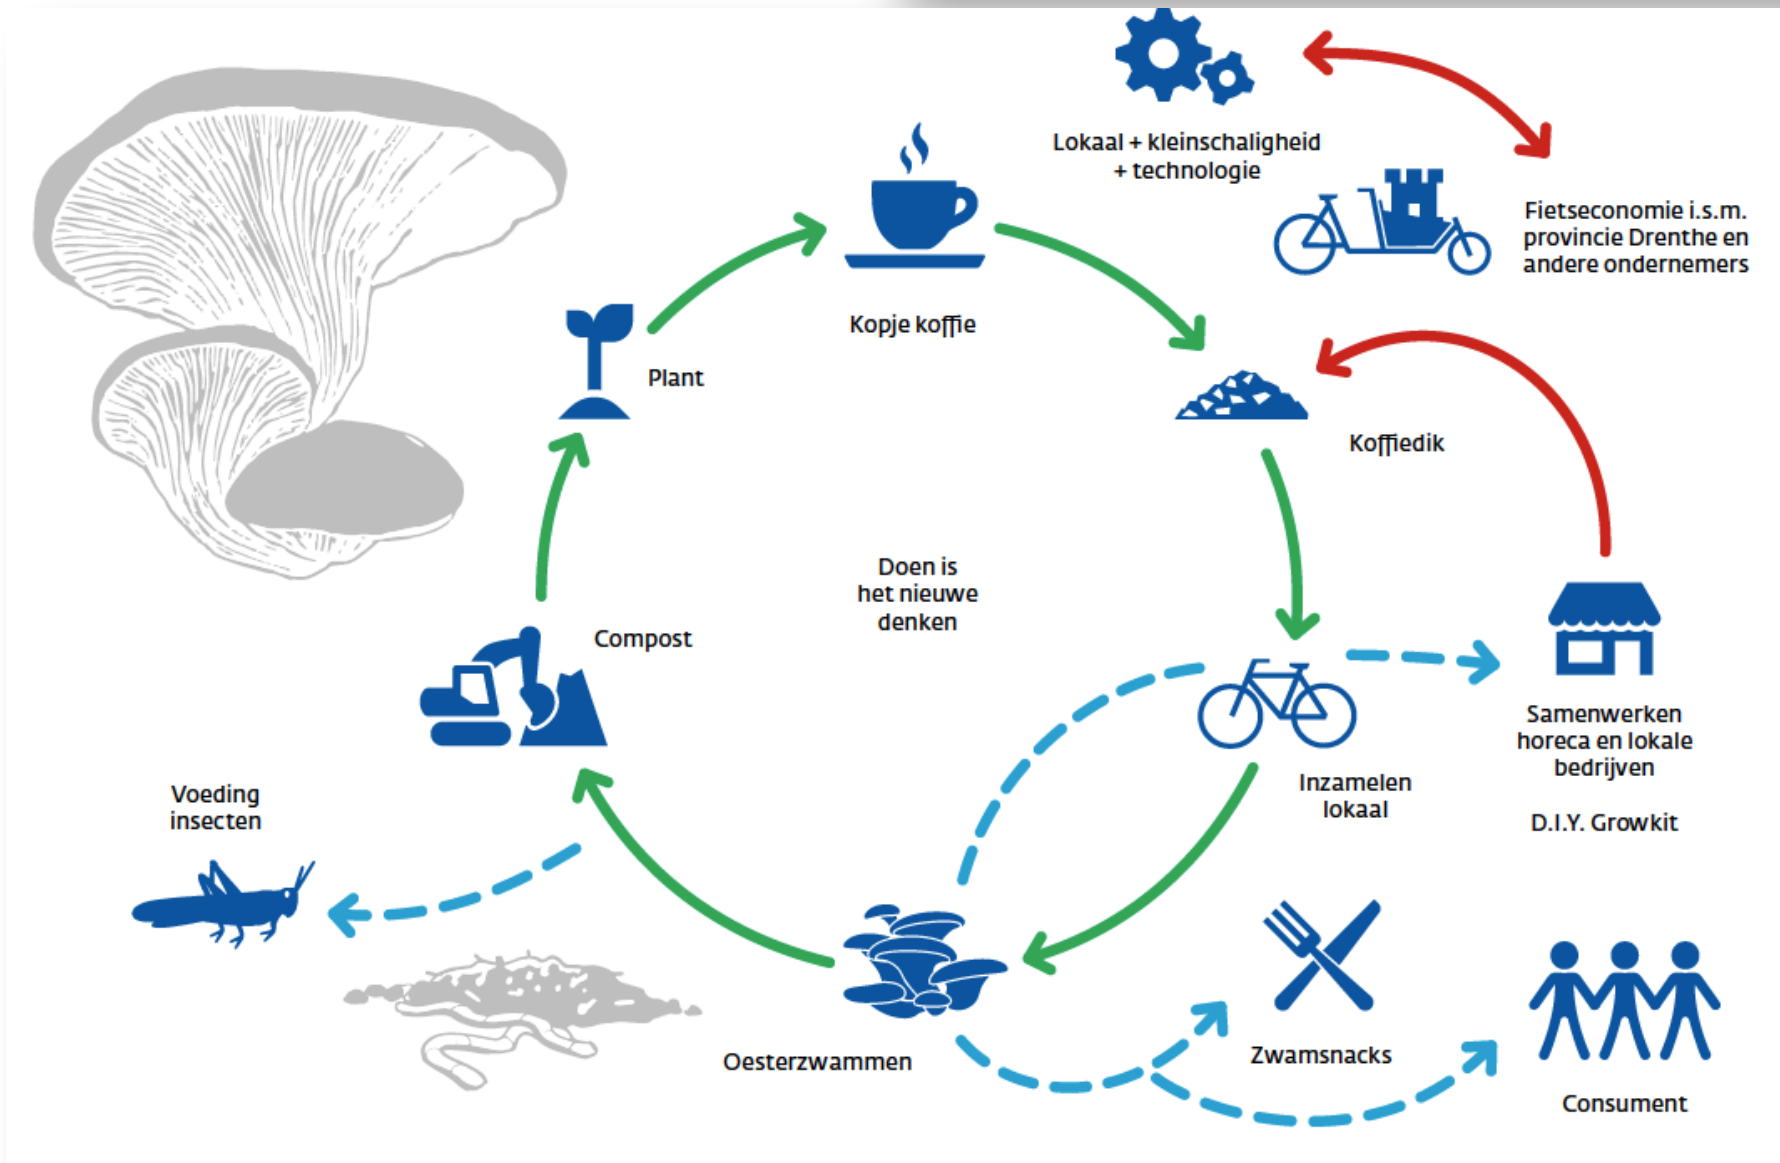 Lokaal + kleinschaligheid
+ technologie
Fietseconomie i.s.m.
provincie Drenthe en
andere ondernemers
Kopje koffie
Plant
Koffiedik
Doen is
het nieuwe
denken
Compost
Samenwerken
horeca en lokale
bedrijven
D.I.Y. Growkit
Inzamelen
lokaal
Voeding
insecten
Oesterzwammen
Zwamsnacks
Consument